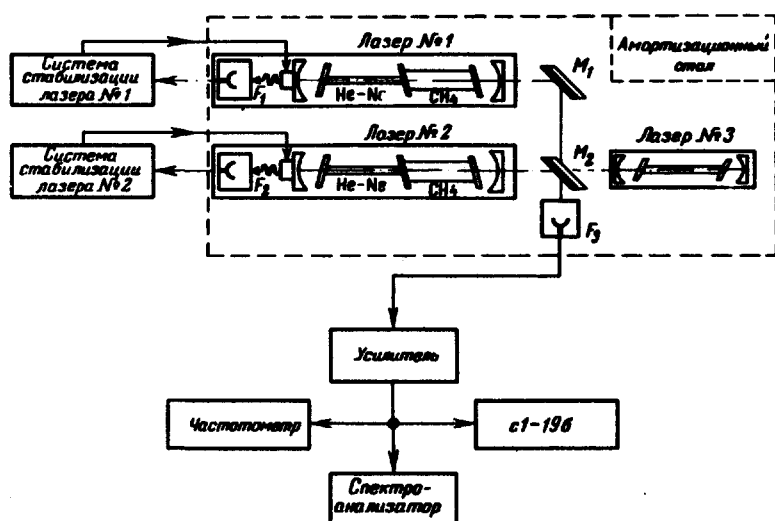 Система
стабилизации
лазера №1
Лазер №1
F₁
He-Ne
CH₄
M₁
Амортизационный
стол
Система
стабилизации
лазера №2
Лазер №2
F₂
He-Ne
CH₄
M₂
Лазер №3
F₃
Усилитель
Частотометр
с1-19б
Спектро-
анализатор